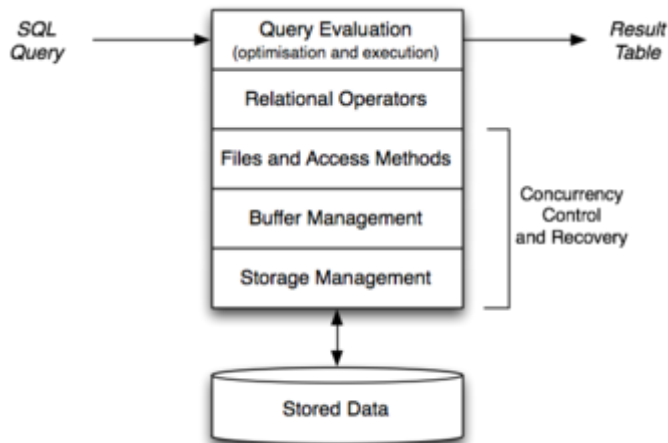 SQL
Query
Query Evaluation
(optimisation and execution)
Result
Table
Relational Operators
Files and Access Methods
Buffer Management
Storage Management
Concurrency
Control
and Recovery
Stored Data